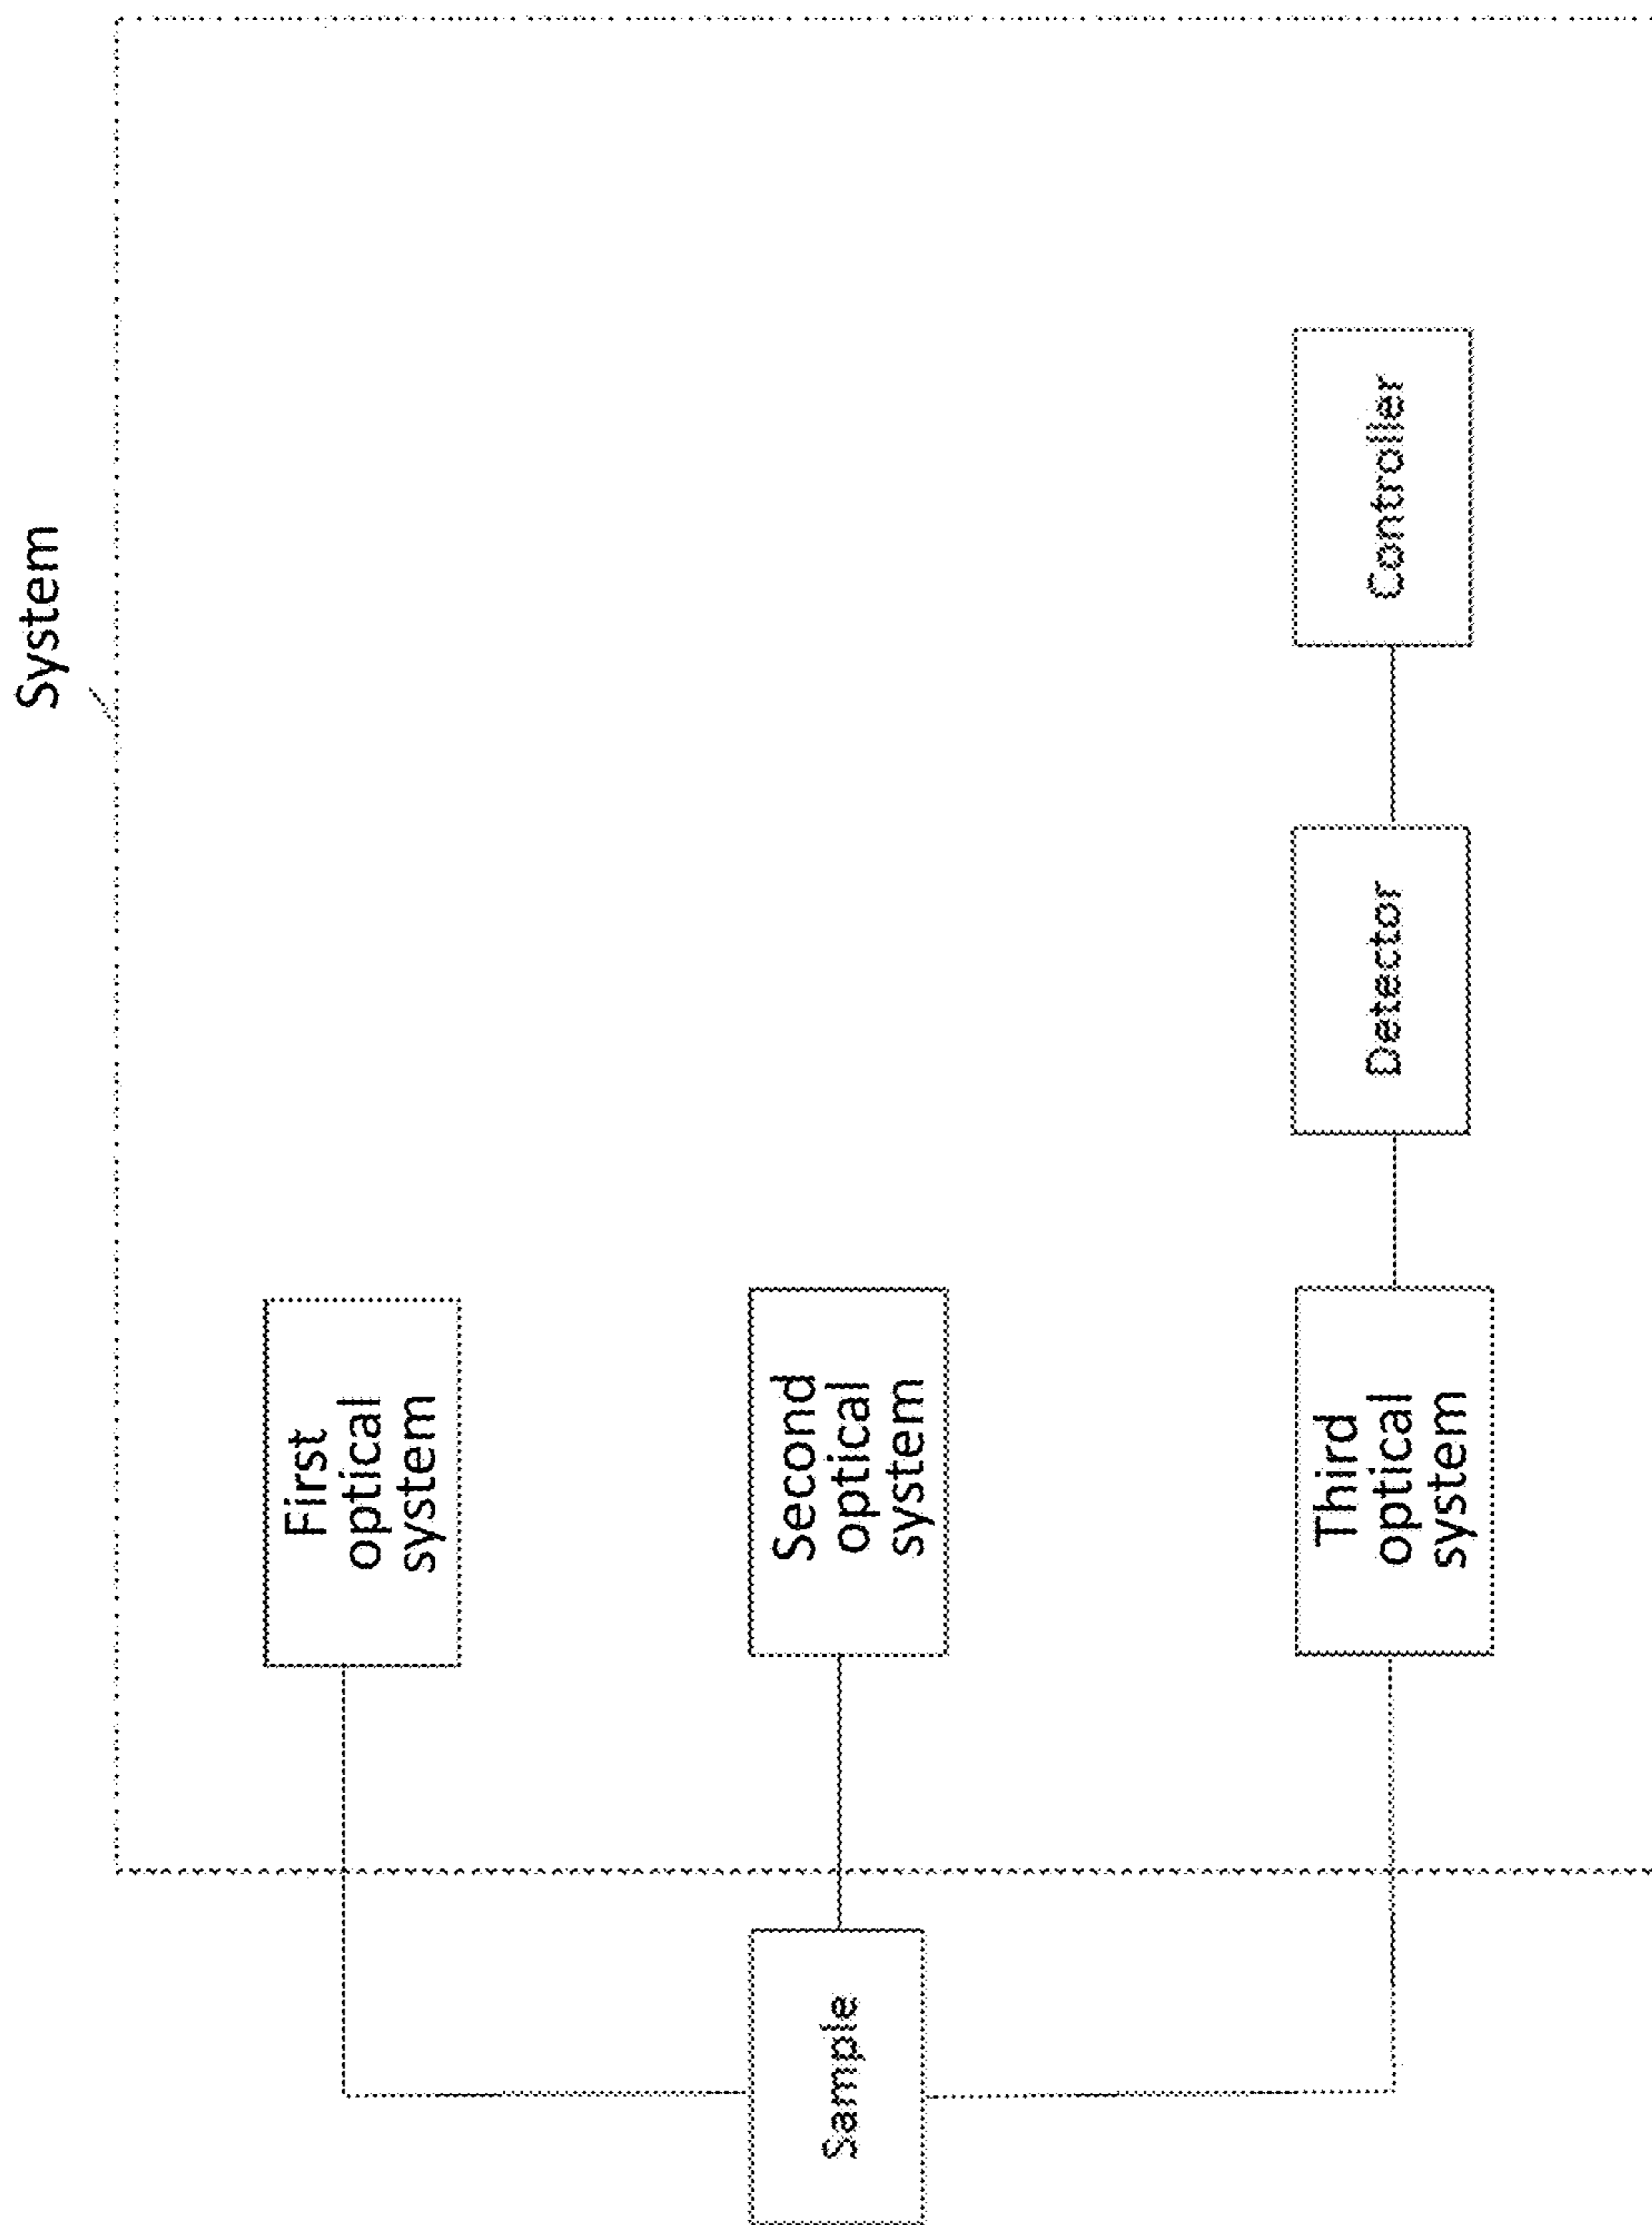 System
First
optical
system
Second
optical
system
Sample
Third
optical
system
Detector
Controller